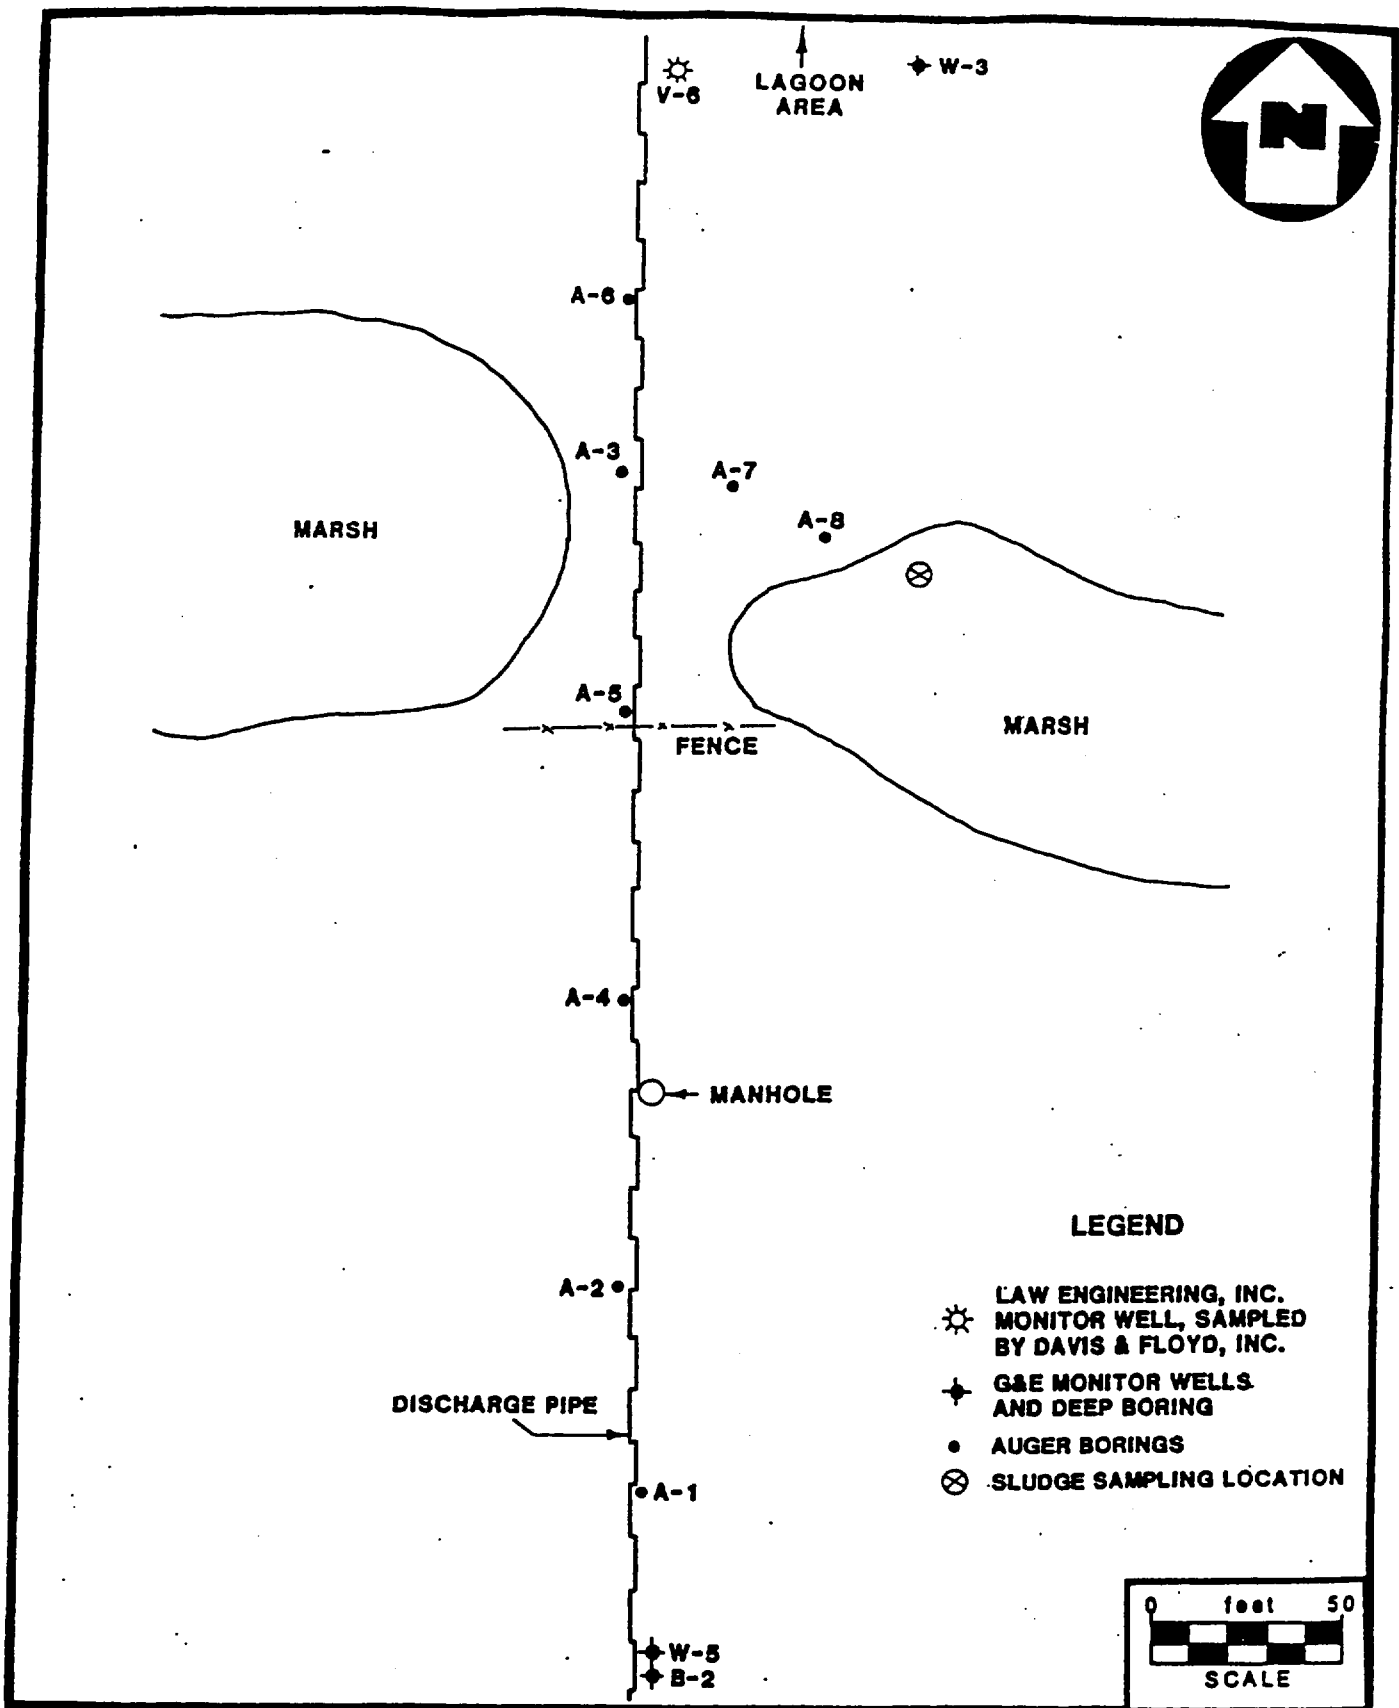 V-6
LAGOON
AREA
W-3
N
A-6
A-3
A-7
A-8
MARSH
A-5
FENCE
MARSH
A-4
MANHOLE
A-2
DISCHARGE PIPE
A-1
W-5
B-2
LEGEND
LAW ENGINEERING, INC.
MONITOR WELL, SAMPLED
BY DAVIS & FLOYD, INC.
G&E MONITOR WELLS
AND DEEP BORING
AUGER BORINGS
SLUDGE SAMPLING LOCATION
0 feet 50
SCALE